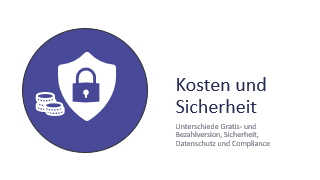 Kosten und
Sicherheit
Unterschiede Gratis- und
Bezahlversion, Sicherheit,
Datenschutz und Compliance